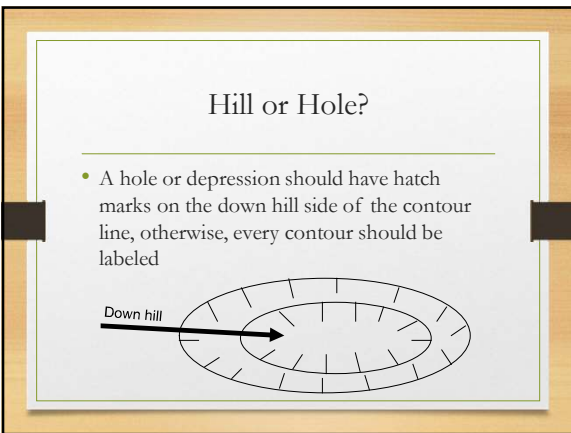 Hill or Hole?
• A hole or depression should have hatch
marks on the down hill side of the contour
line, otherwise, every contour should be
labeled
Down hill